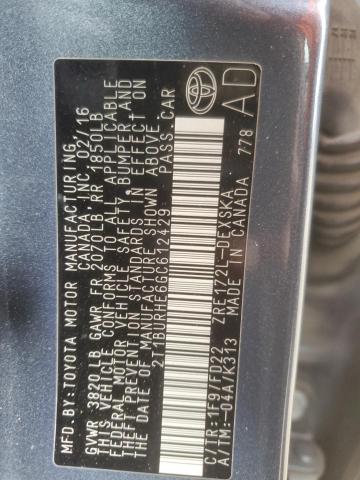 MFD.BY:TOYOTA MOTOR MANUFACTURING
CANADA, INC. 02/16
GVWR 3820LB GAWR FR 2070LB,RR 1850LB
THIS VEHICLE CONFORMS TO ALL APPLICABLE
FEDERAL MOTOR VEHICLE SAFETY, BUMPER AND
THEFT PREVENTION STANDARDS IN EFFECT ON
THE DATE OF MANUFACTURE SHOWN ABOVE.
2T1BURHE6GC612429 PASS.CAR
C/TR:1F9/FD22 ZRE172L-DEXSKA
A/TM:-04A/K313 MADE IN CANADA 778
TOYOTA
AD